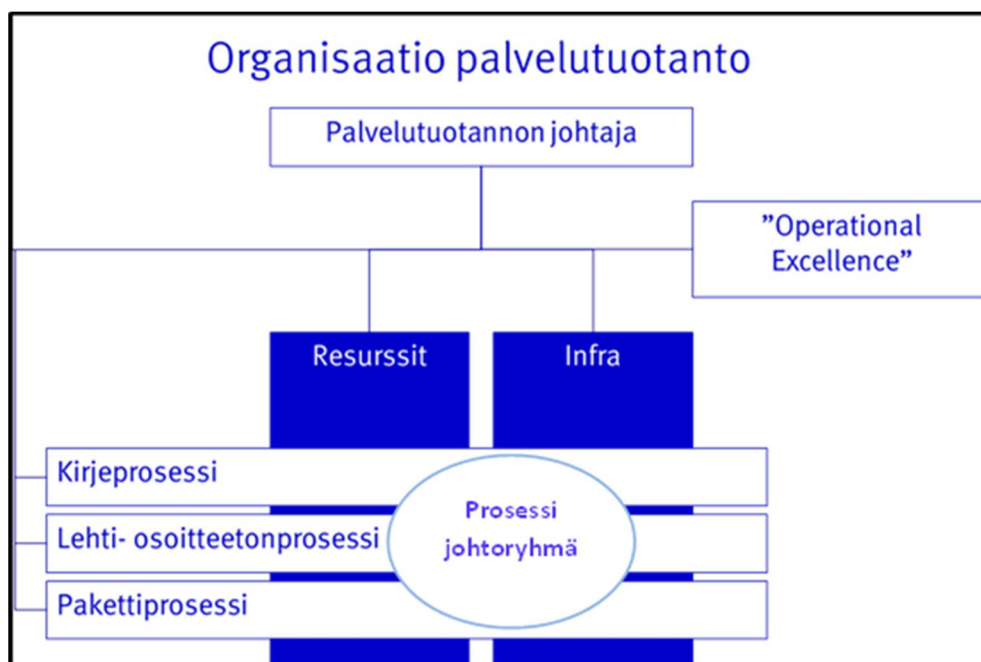 Organisaatio palvelutuotanto
Palvelutuotannon johtaja
”Operational
Excellence”
Resurssit
Infra
Kirjeprosessi
Lehti- osoitteetonprosessi
Pakettiprosessi
Prosessi
johtoryhmä